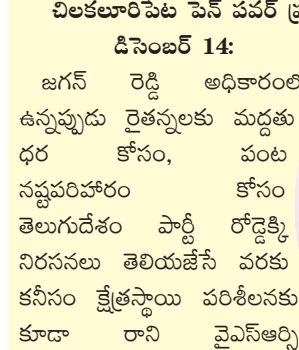 చిలకలూరిపేట పెన్ పవర్
డిసెంబర్ 14:
జగన్ రెడ్డి అధికారంలో
ఉన్నప్పుడు రైతన్నలకు మద్దతు
ధర కోసం, పంట
నష్టపరిహారం కోసం
తెలుగుదేశం పార్టీ రోడ్డెక్కి
నిరసనలు తెలియజేసే వరకు
కనీసం క్షేత్రస్థాయి పరిశీలనకు
కూడా రాని వైఎస్ఆర్సి